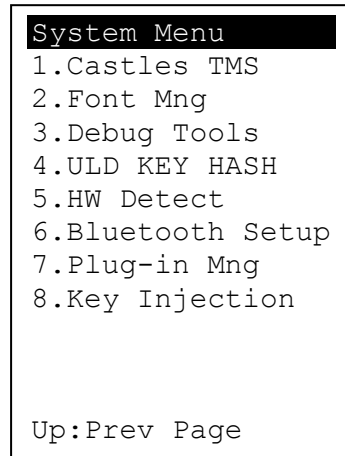 System Menu
1.Castles TMS
2.Font Mng
3.Debug Tools
4.ULD KEY HASH
5.HW Detect
6.Bluetooth Setup
7.Plug-in Mng
8.Key Injection
Up:Prev Page